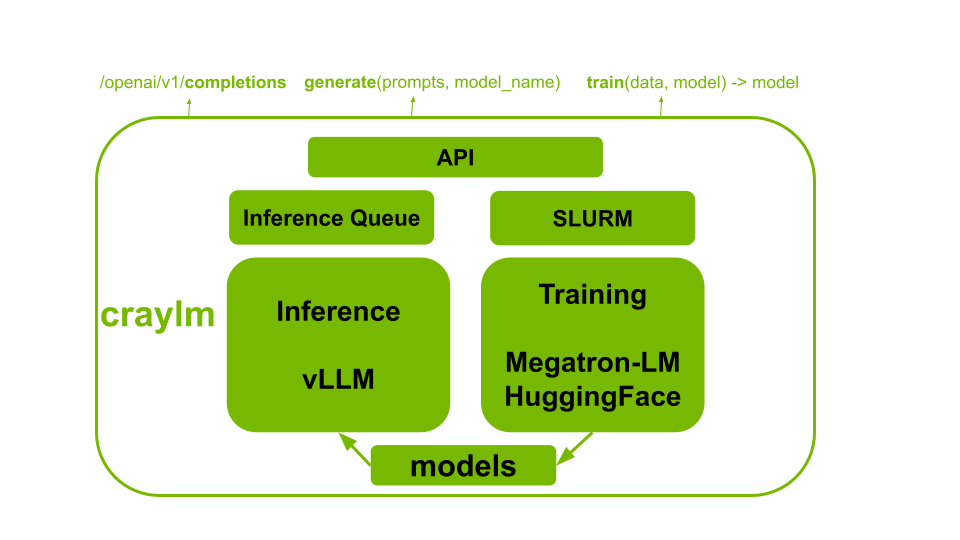 /openai/v1/completions
generate(prompts, model_name)
train(data, model) -> model
API
Inference Queue
SLURM
craylm
Inference
vLLM
Training
Megatron-LM
HuggingFace
models